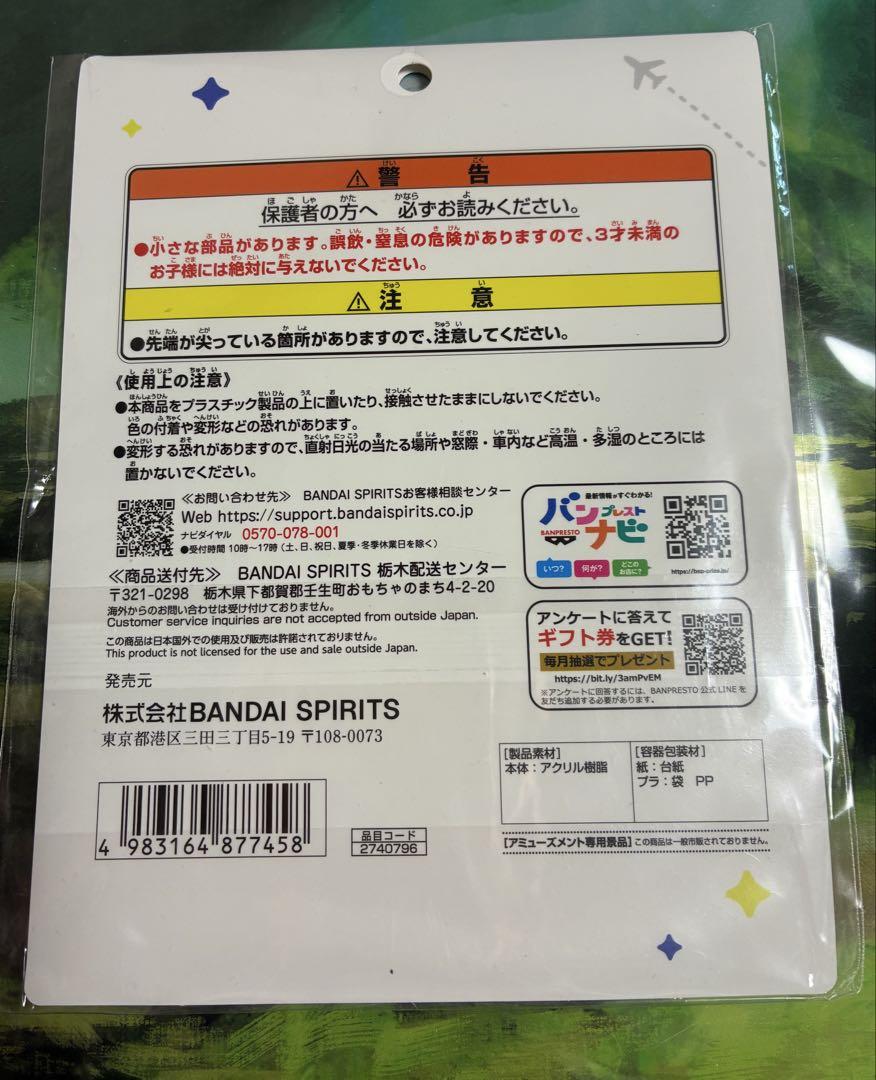 ⚠警告
保護者の方へ 必ずお読みください。
●小さな部品があります。誤飲・窒息の危険がありますので、3才未満の
お子様には絶対に与えないでください。
⚠注意
●先端が尖っている箇所がありますので、注意してください。
《使用上の注意》
●本商品をプラスチック製品の上に置いたり、接触させたままにしないでください。
色の付着や変形などの恐れがあります。
●変形する恐れがありますので、直射日光の当たる場所や窓際・車内など高温・多湿のところには
置かないでください。
≪お問い合わせ先≫ BANDAI SPIRITSお客様相談センター
Web https://support.bandaispirits.co.jp
ナビダイヤル 0570-078-001
●受付時間 10時〜17時(土、日、祝日、夏季・冬季休業日を除く)
≪商品送付先≫ BANDAI SPIRITS 栃木配送センター
〒321-0298 栃木県下都賀郡壬生町おもちゃのまち4-2-20
海外からのお問い合わせは受け付けておりません。
Customer service inquiries are not accepted from outside Japan.
この商品は日本国外での使用及び販売は許諾されておりません。
This product is not licensed for the use and sale outside Japan.
発売元
株式会社BANDAI SPIRITS
東京都港区三田三丁目5-19 〒108-0073
4 983164 877458
品目コード
2740796
最新情報がすぐわかる!
バンプレストナビ
BANPRESTO
いつ? 何が? どこのお店に?
https://bsp-prize.jp/
アンケートに答えて
ギフト券をGET!
毎月抽選でプレゼント
https://bit.ly/3amPvEM
※アンケートに回答するには、BANPRESTO公式LINEを
友だち追加する必要があります。
[製品素材]
本体:アクリル樹脂
[容器包装材]
紙:台紙
プラ:袋 PP
[アミューズメント専用景品]この商品は一般市販されておりません。